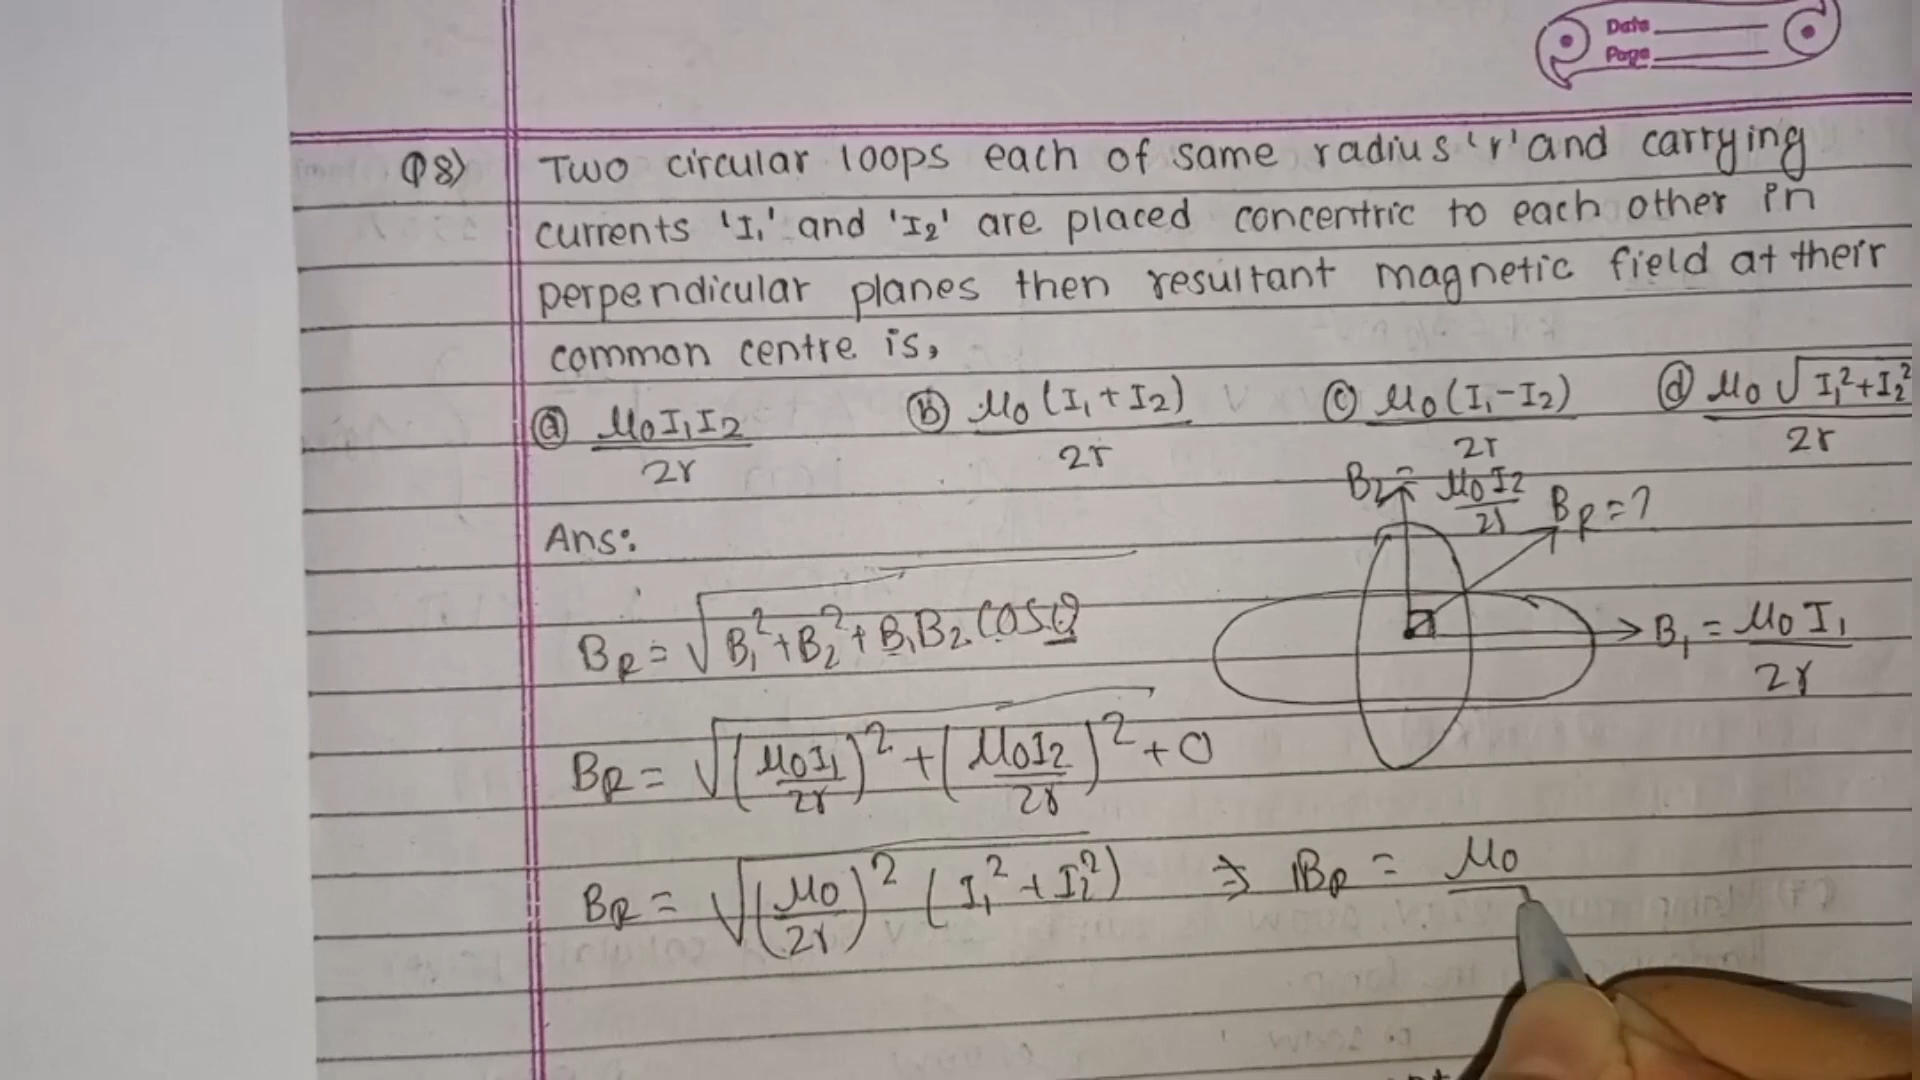 Date
Page
Q8) Two circular loops each of same radius 'r' and carrying
currents 'I₁' and 'I₂' are placed concentric to each other in
perpendicular planes then resultant magnetic field at their
common centre is,
ⓐ μ₀I₁I₂/2r ⓑ μ₀(I₁+I₂)/2r ⓒ μ₀(I₁-I₂)/2r ⓓ μ₀√(I₁²+I₂²)/2r
B₂ = μ₀I₂/2r
B_R = ?
Ans:
B₁ = μ₀I₁/2r
B_R = √(B₁²+B₂²+B₁B₂ cosθ)
B_R = √((μ₀I₁/2r)²+(μ₀I₂/2r)²+0)
B_R = √((μ₀/2r)² (I₁²+I₂²)) ⇒ B_R = μ₀